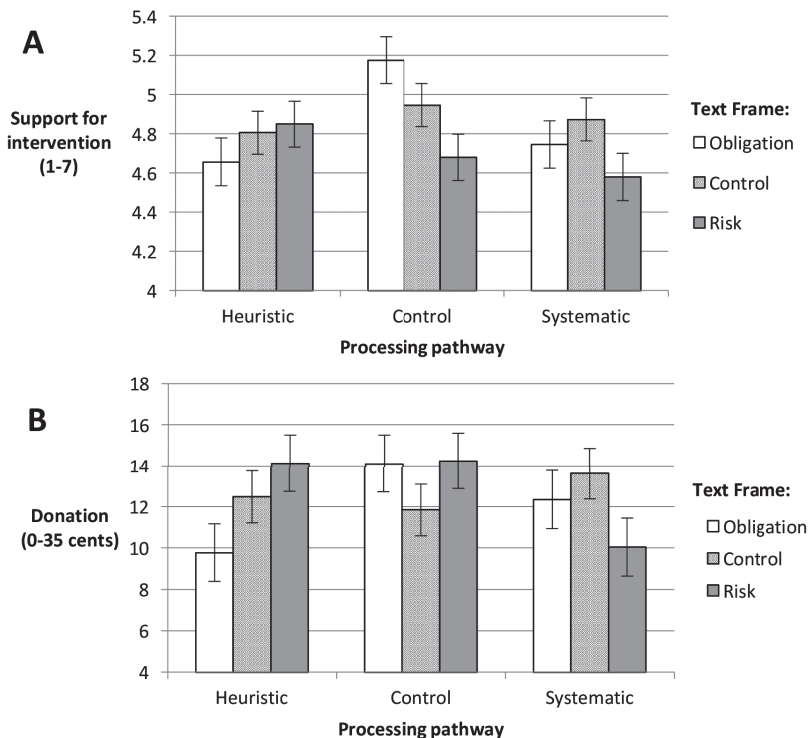 A
Support for
intervention
(1-7)
5.4
5.2
5
4.8
4.6
4.4
4.2
4
Heuristic
Control
Systematic
Processing pathway
Text Frame:
Obligation
Control
Risk
B
Donation
(0-35 cents)
18
16
14
12
10
8
6
4
Heuristic
Control
Systematic
Processing pathway
Text Frame:
Obligation
Control
Risk